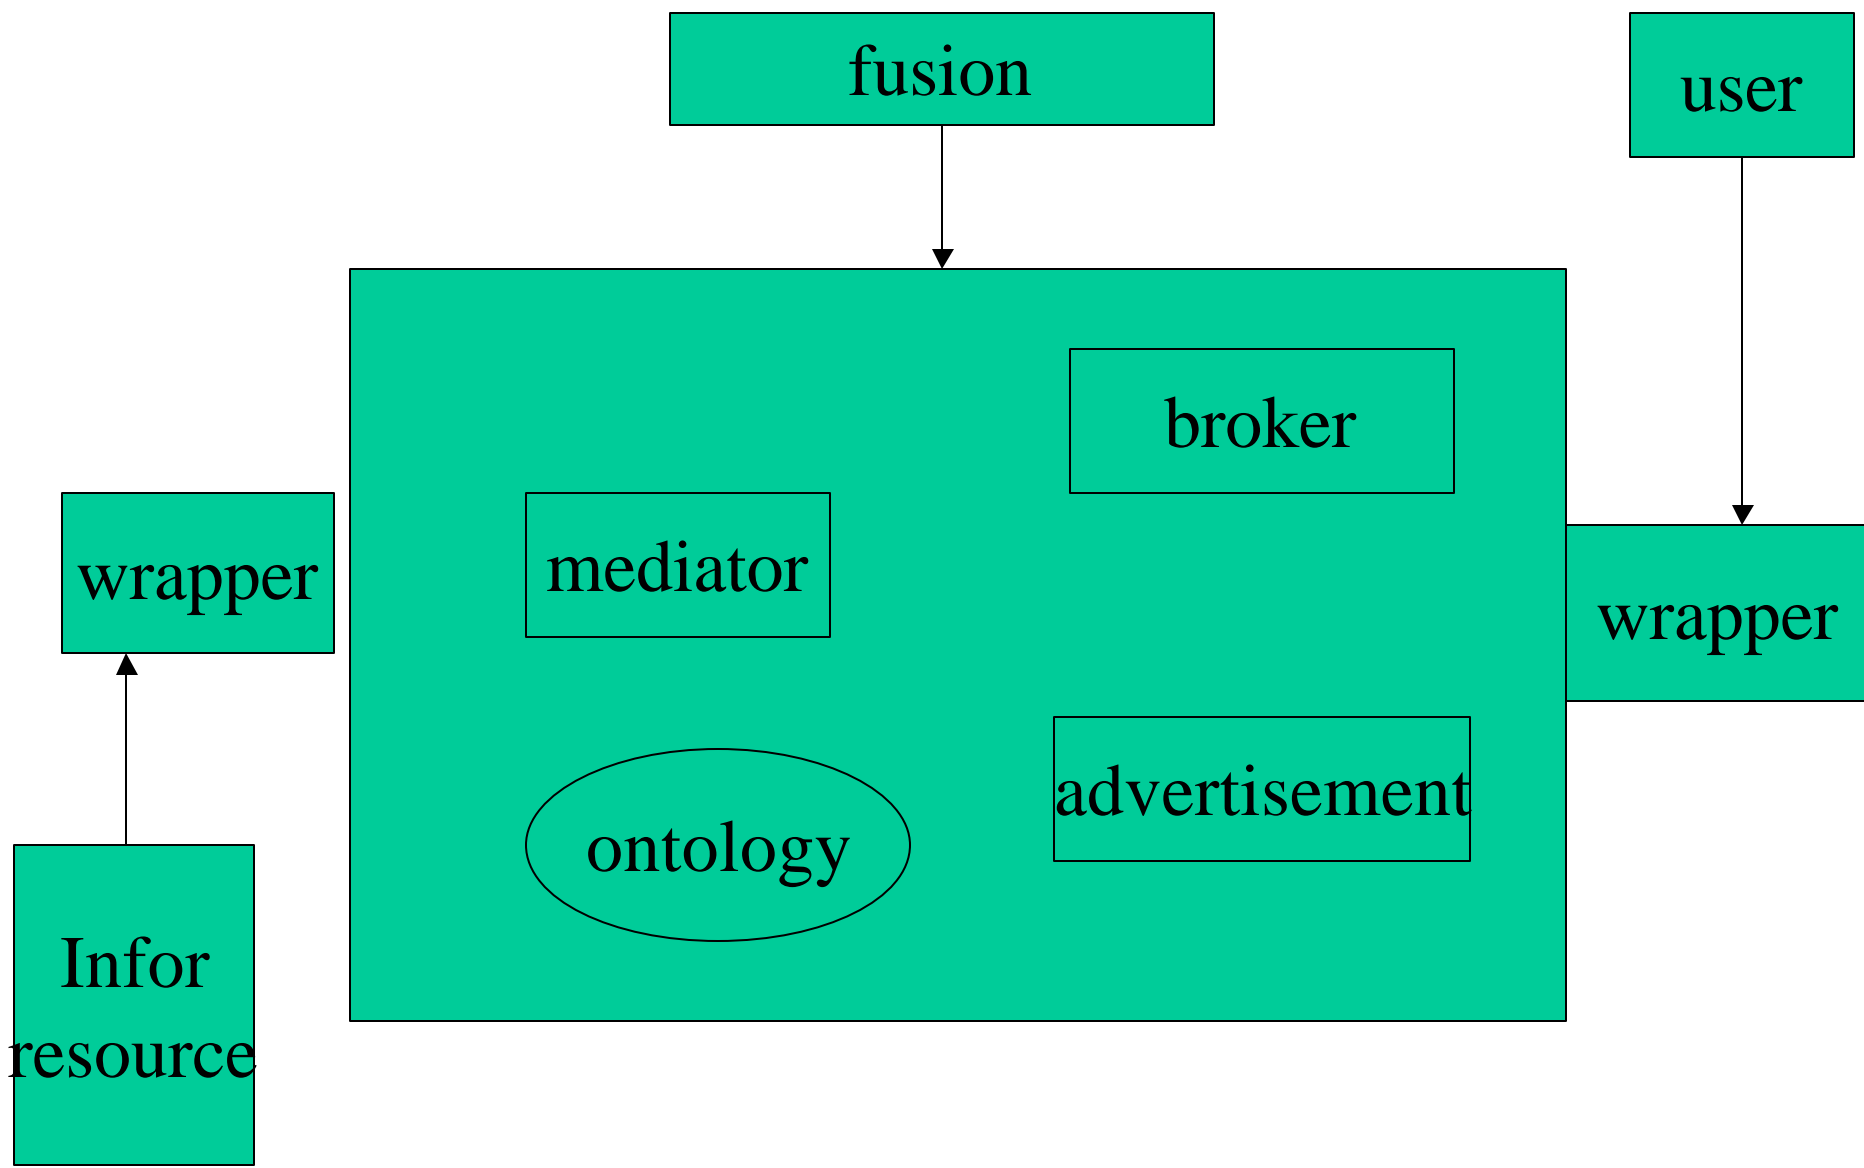 fusion
user
broker
mediator
wrapper
wrapper
advertisement
ontology
Infor
resource